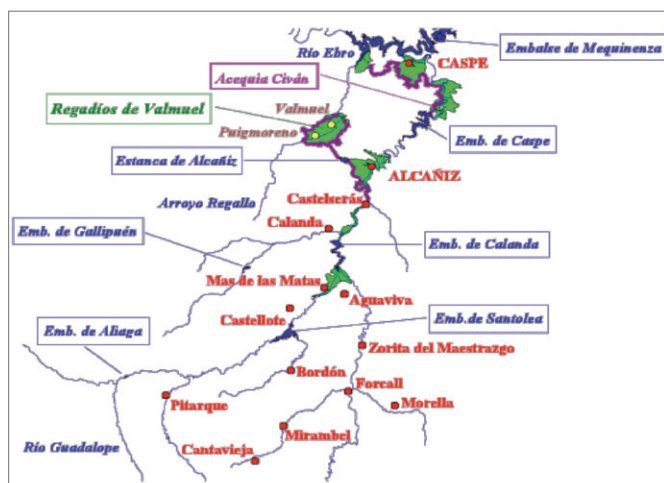 Río Ebro
Embalse de Mequinenza
CASPE
Acequia Civán
Regadíos de Valmuel
Valmuel
Puigmoreno
Emb. de Caspe
Estanca de Alcañiz
ALCAÑIZ
Arroyo Regallo
Castelserás
Calanda
Emb. de Gallipuén
Emb. de Calanda
Mas de las Matas
Aguaviva
Castellote
Emb.de Santolea
Emb. de Aliaga
Zorita del Maestrazgo
Bordón
Forcall
Pitarque
Morella
Mirambel
Río Guadalope
Cantavieja